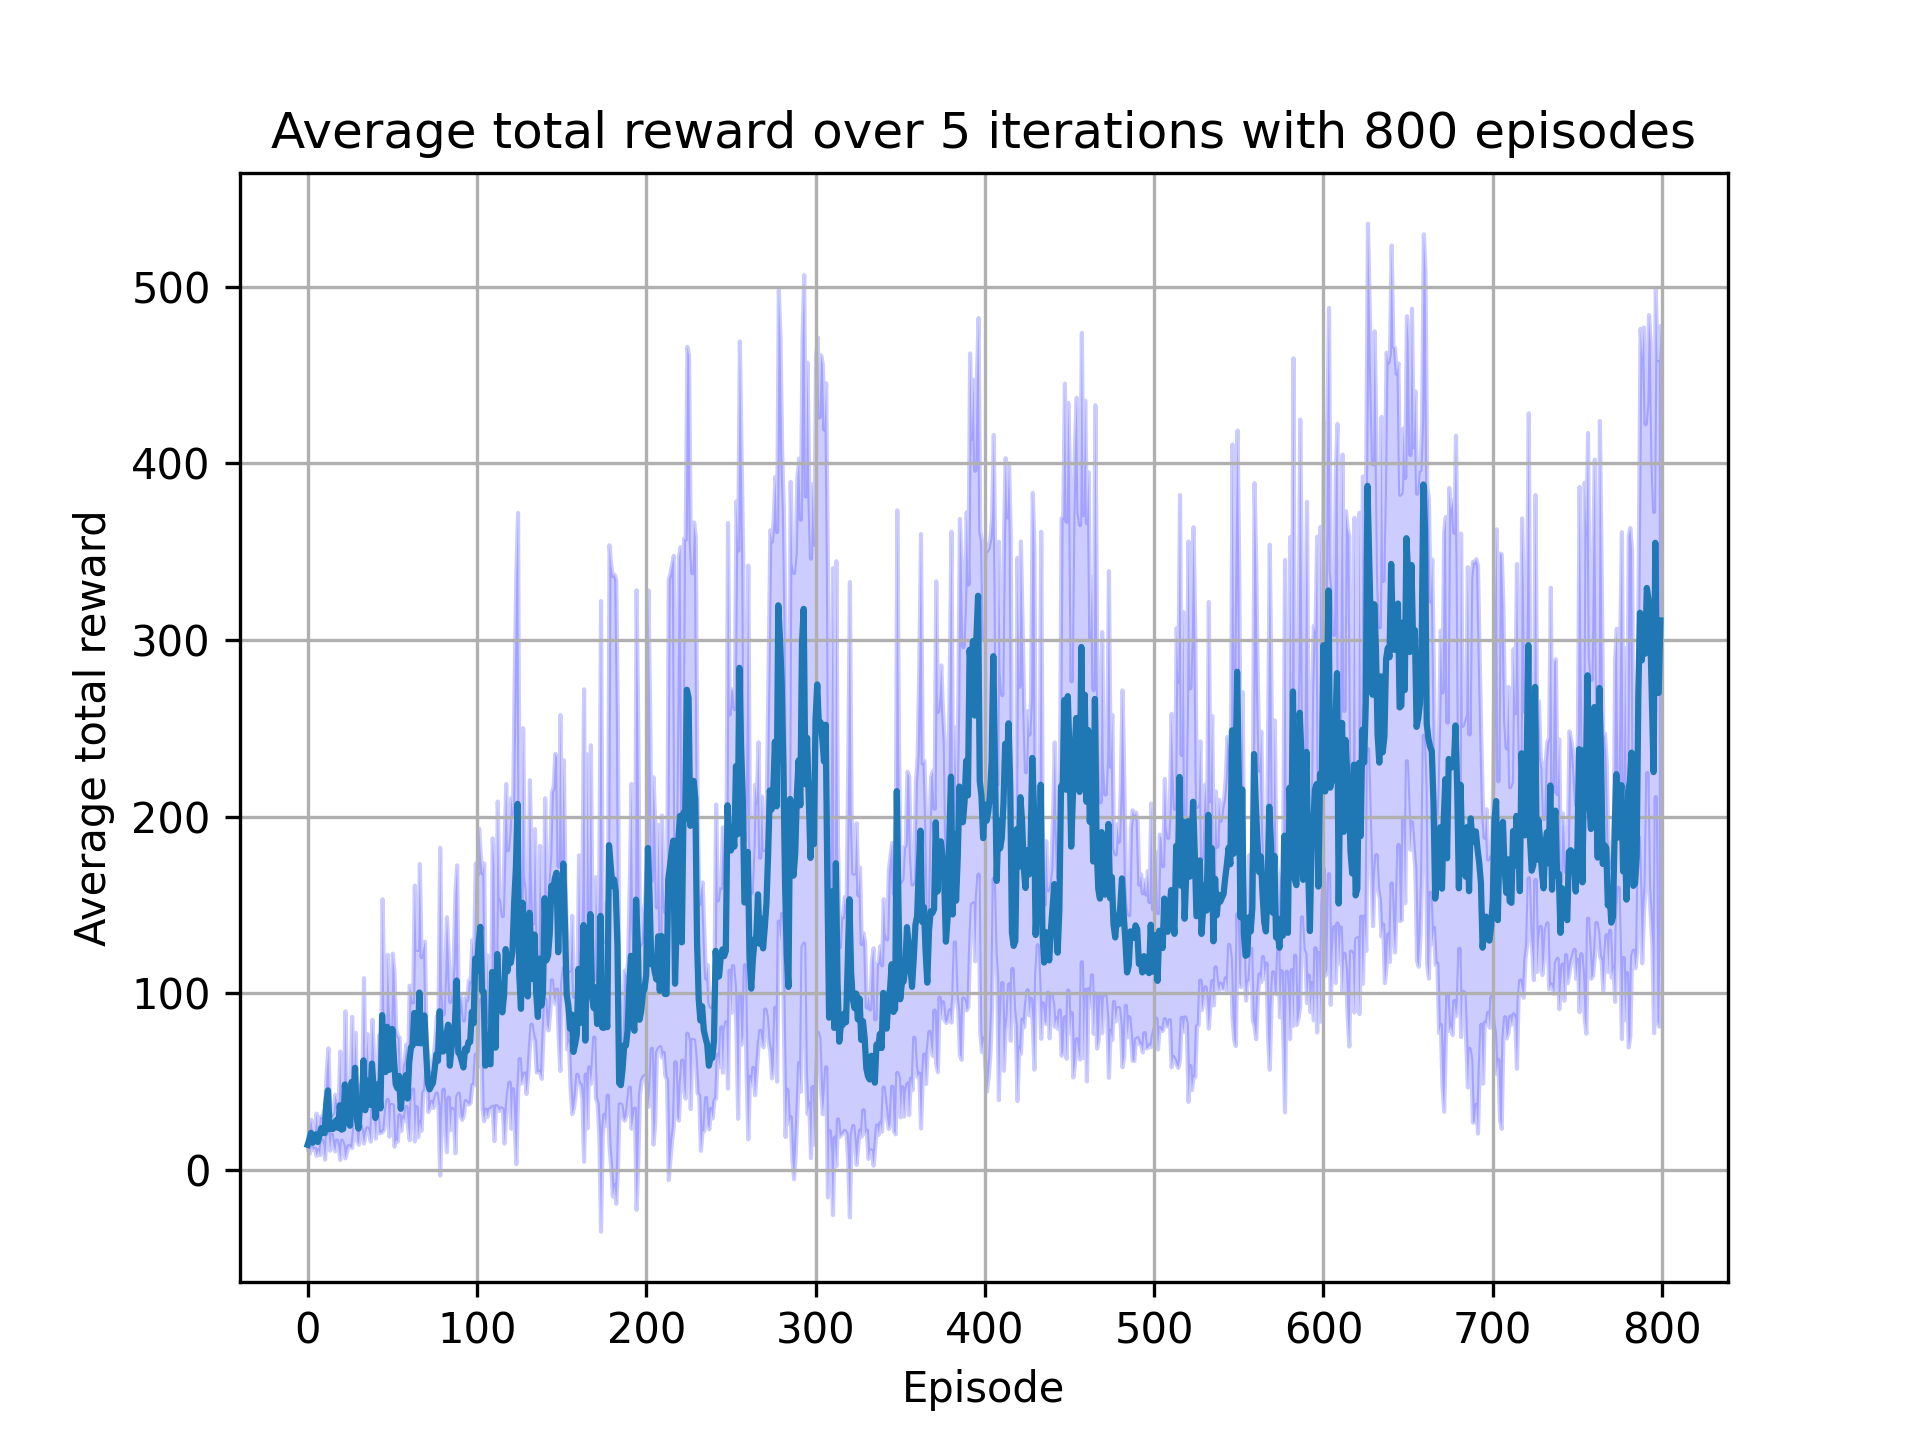 Average total reward over 5 iterations with 800 episodes
Average total reward
500
400
300
200
100
0
0 100 200 300 400 500 600 700 800
Episode